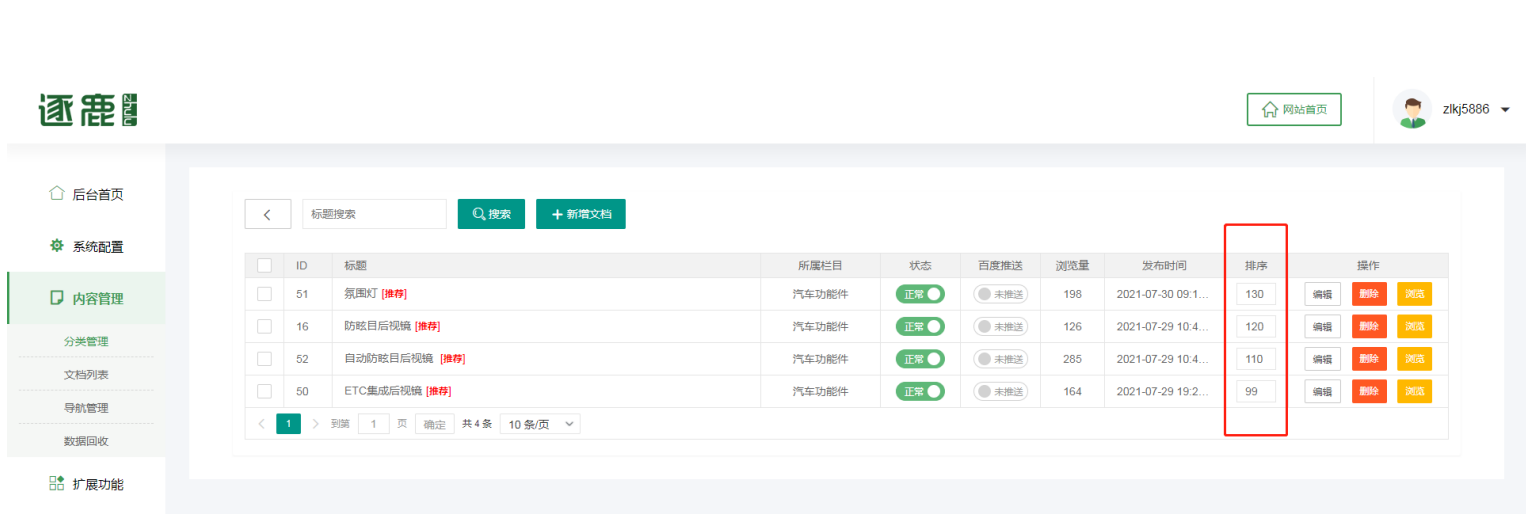 逐鹿 ZHULU
网站首页
zlkj5886
后台首页
系统配置
内容管理
分类管理
文档列表
导航管理
数据回收
扩展功能
标题搜索 搜索 新增文档
ID 标题 所属栏目 状态 百度推送 浏览量 发布时间 排序 操作
51 氛围灯 [推荐] 汽车功能件 正常 未推送 198 2021-07-30 09:1... 130 编辑 删除 浏览
16 防眩目后视镜 [推荐] 汽车功能件 正常 未推送 126 2021-07-29 10:4... 120 编辑 删除 浏览
52 自动防眩目后视镜 [推荐] 汽车功能件 正常 未推送 285 2021-07-29 10:4... 110 编辑 删除 浏览
50 ETC集成后视镜 [推荐] 汽车功能件 正常 未推送 164 2021-07-29 19:2... 99 编辑 删除 浏览
1 到第 1 页 确定 共 4 条 10 条/页